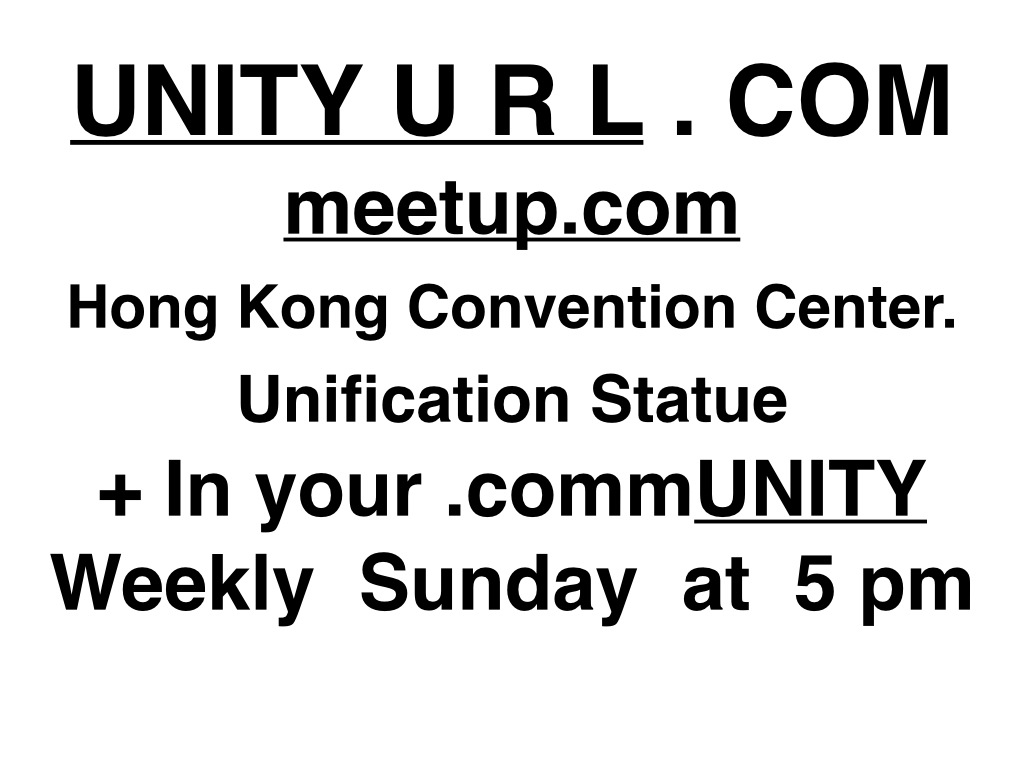 UNITY U R L . COM
meetup.com
Hong Kong Convention Center.
Unification Statue
+ In your .commUNITY
Weekly  Sunday  at  5 pm